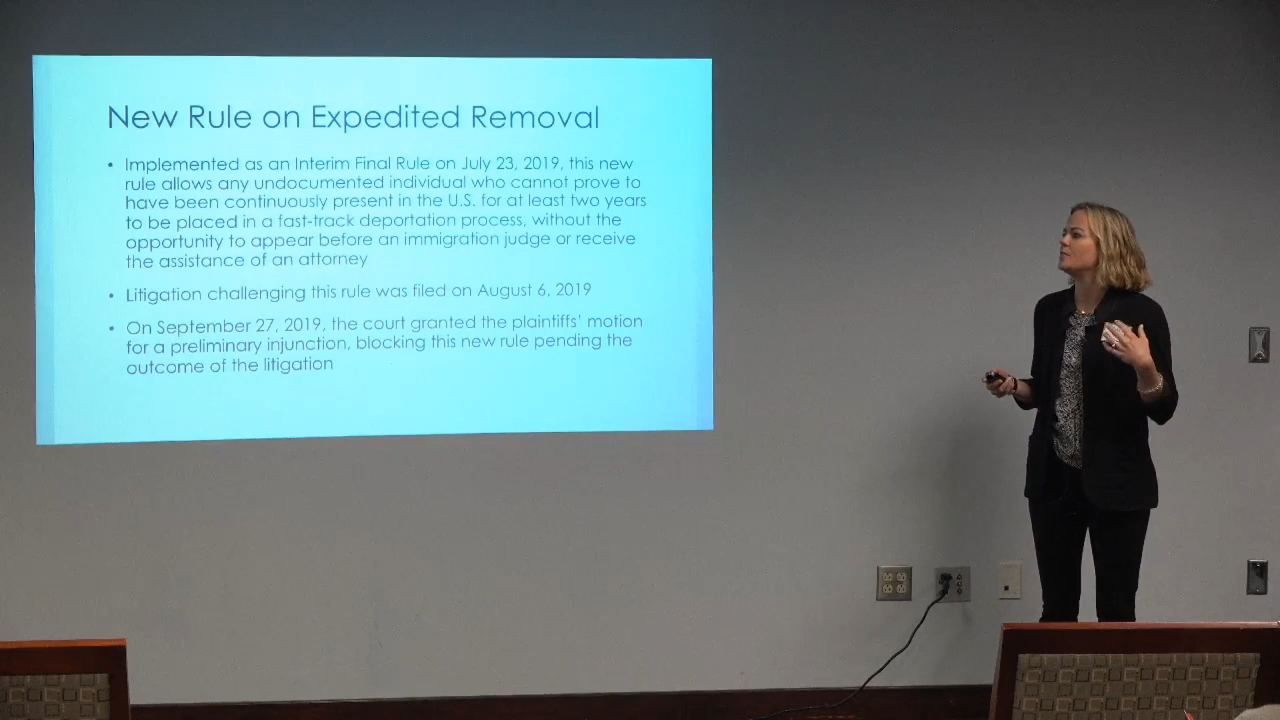 New Rule on Expedited Removal
• Implemented as an Interim Final Rule on July 23, 2019, this new
rule allows any undocumented individual who cannot prove to
have been continuously present in the U.S. for at least two years
to be placed in a fast-track deportation process, without the
opportunity to appear before an immigration judge or receive
the assistance of an attorney
• Litigation challenging this rule was filed on August 6, 2019
• On September 27, 2019, the court granted the plaintiffs' motion
for a preliminary injunction, blocking this new rule pending the
outcome of the litigation